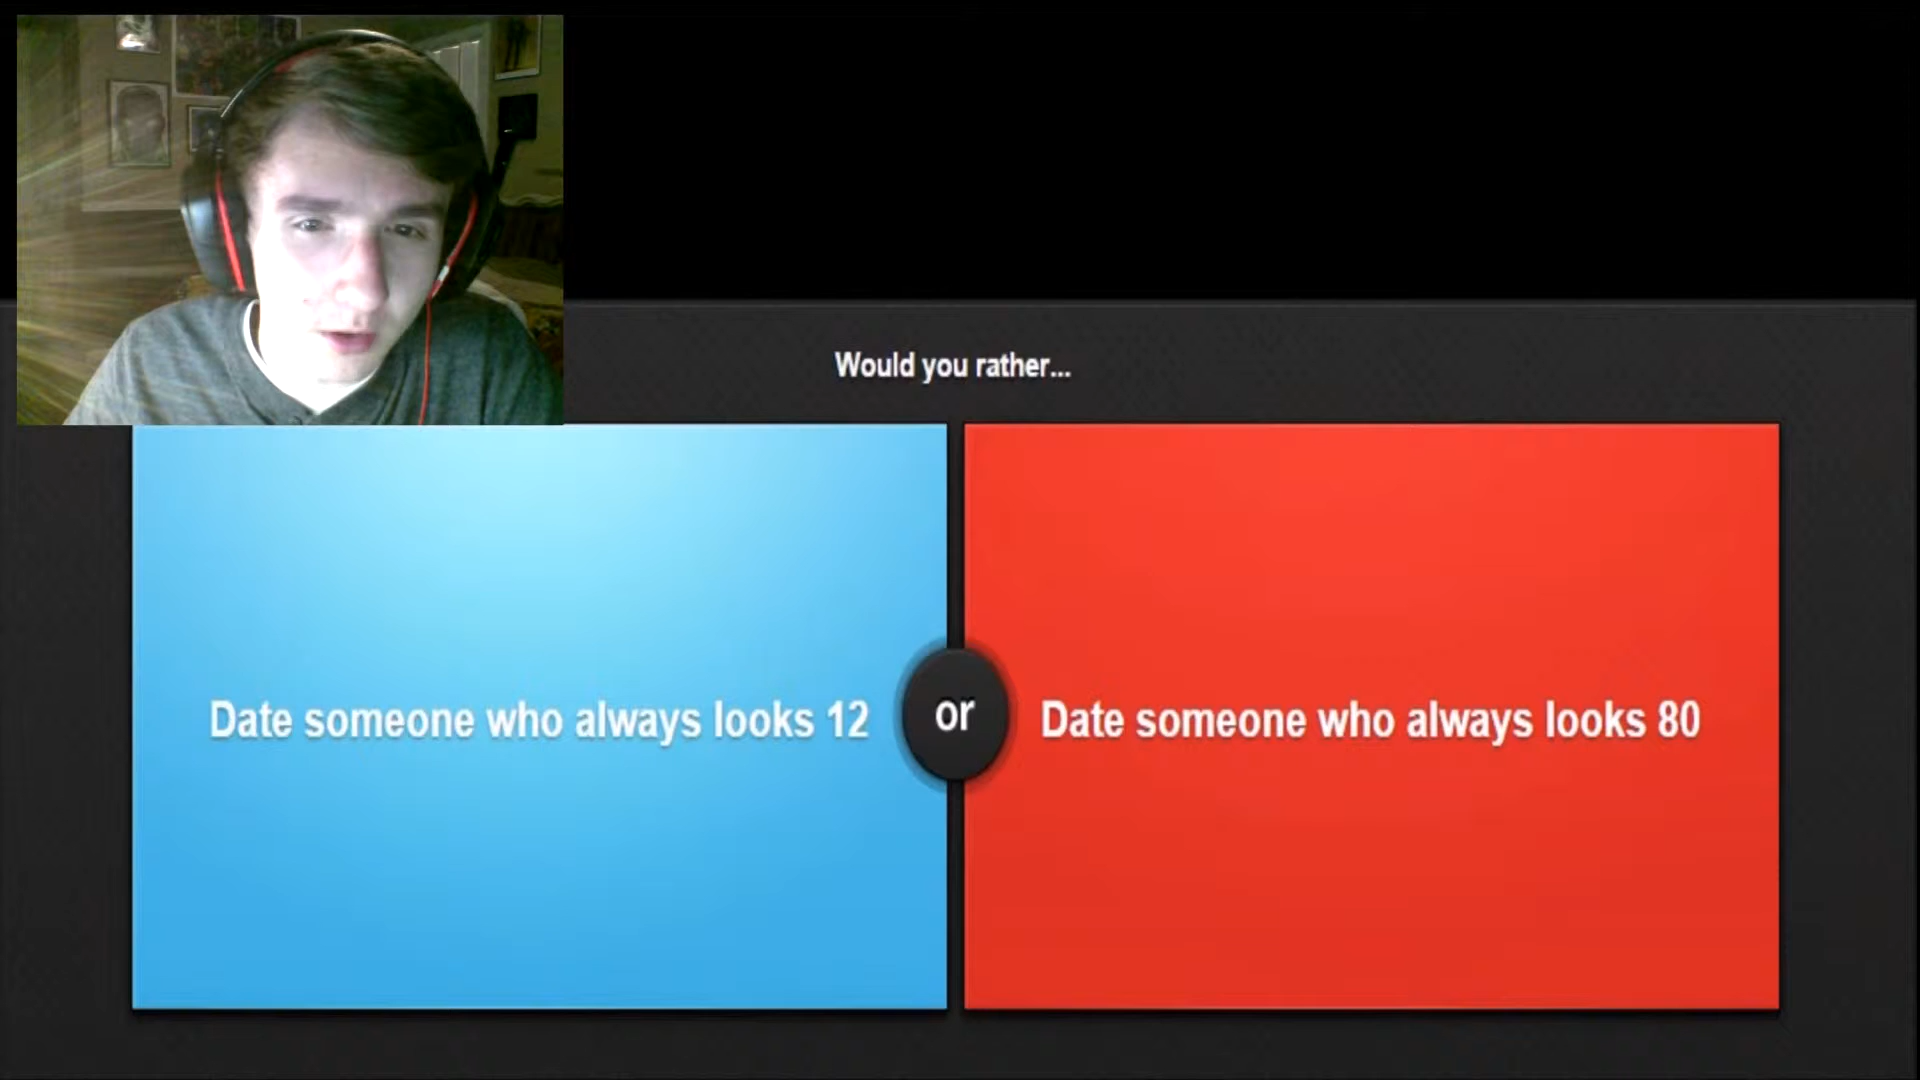 Would you rather...
Date someone who always looks 12
or
Date someone who always looks 80